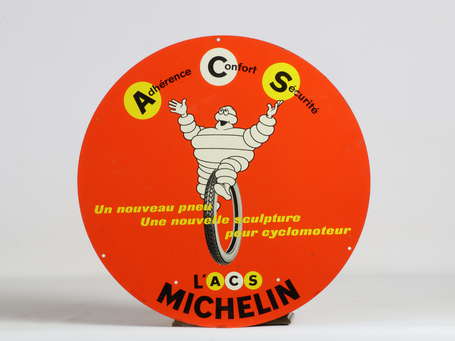 Adhérence Confort Sécurité
Un nouveau pneu
Une nouvelle sculpture
pour cyclomoteur
L'ACS
MICHELIN